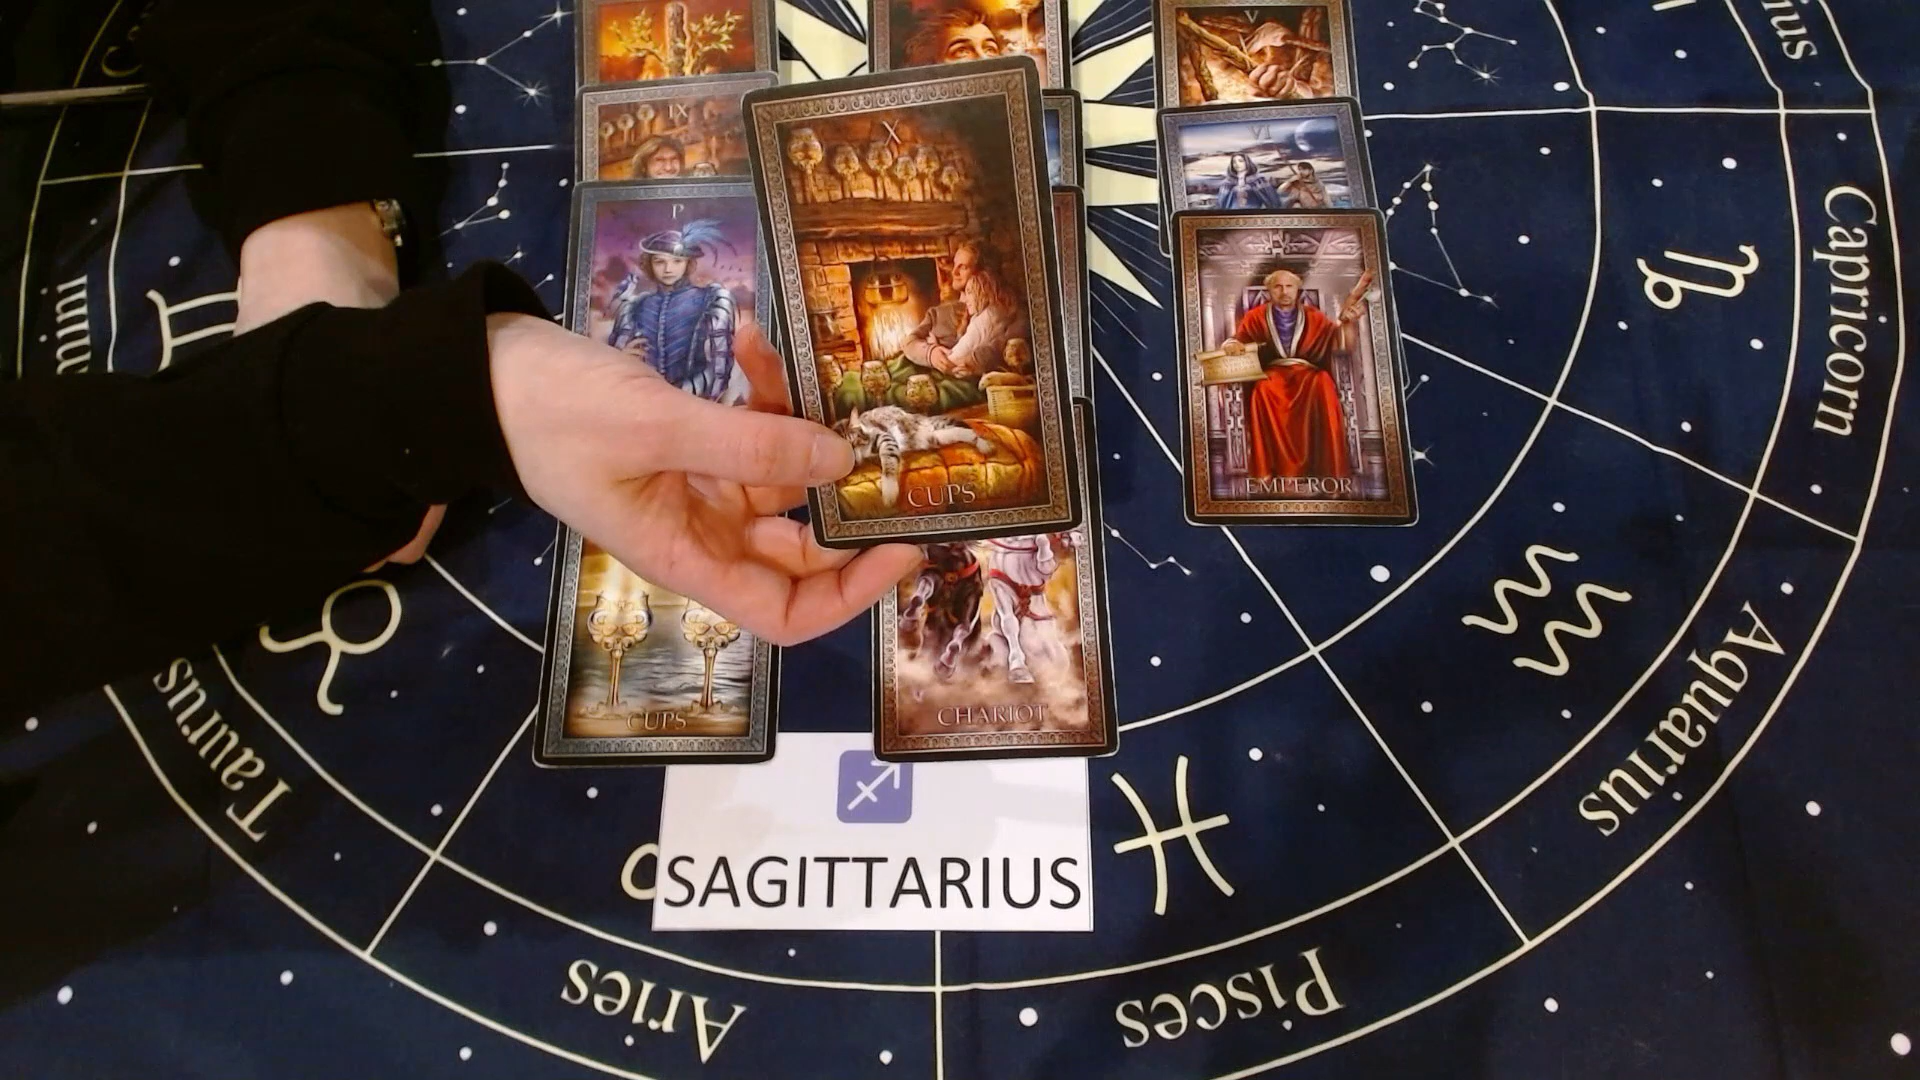 V
IX
X
VI
P
CUPS
EMPEROR
CUPS
CHARIOT
SAGITTARIUS
Capricorn
Aquarius
Pisces
Aries
Taurus